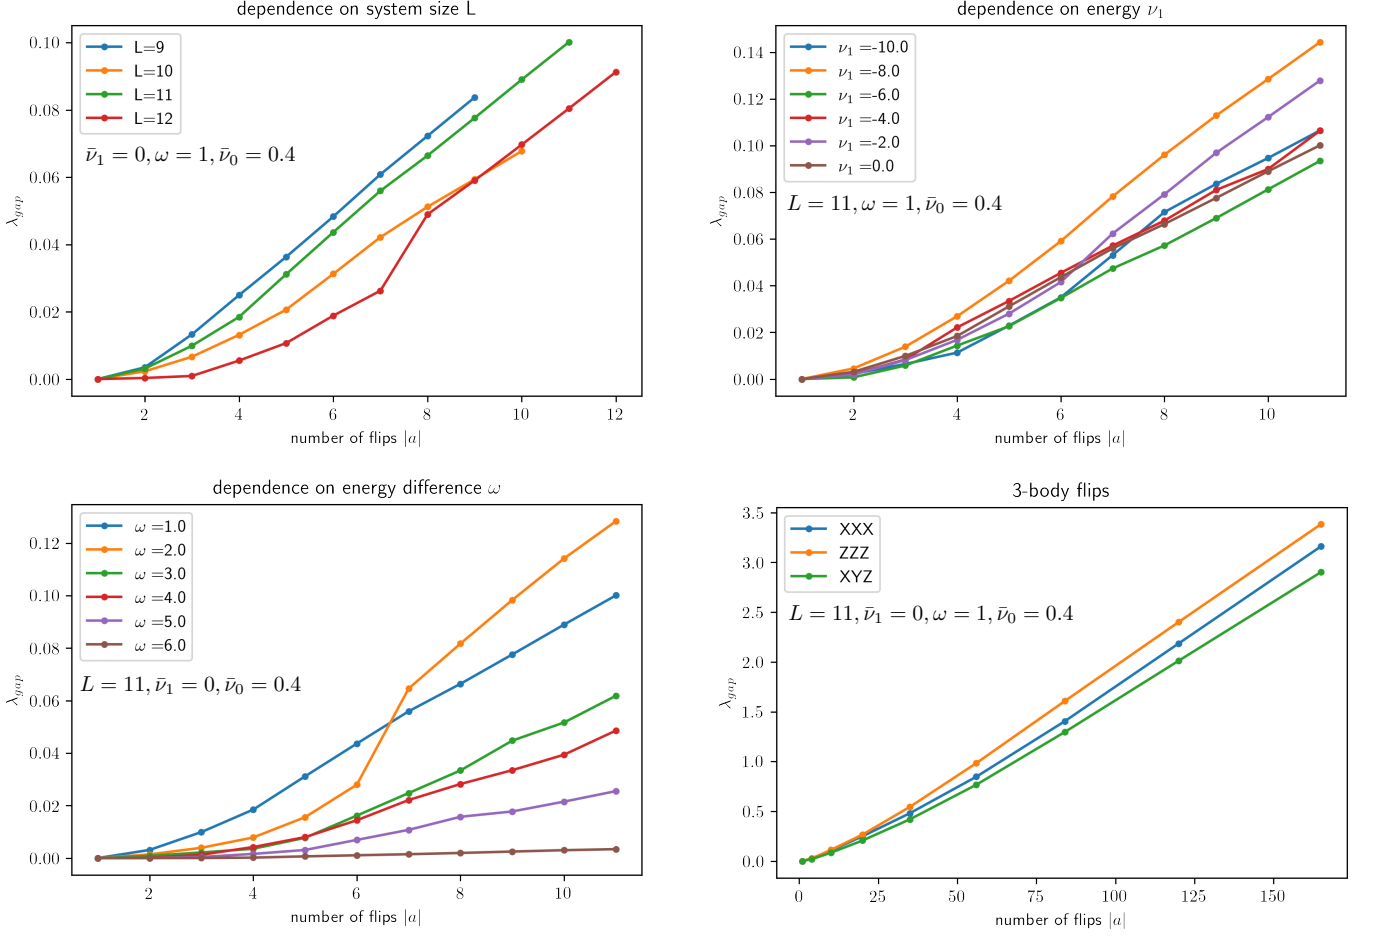 dependence on system size L
0.10
0.08
0.06
0.04
0.02
0.00
λgap
L=9
L=10
L=11
L=12
ν̄₁ = 0, ω = 1, ν̄₀ = 0.4
2 4 6 8 10 12
number of flips |a|
dependence on energy ν₁
0.14
0.12
0.10
0.08
0.06
0.04
0.02
0.00
λgap
ν₁ =-10.0
ν₁ =-8.0
ν₁ =-6.0
ν₁ =-4.0
ν₁ =-2.0
ν₁ =0.0
L = 11, ω = 1, ν̄₀ = 0.4
2 4 6 8 10
number of flips |a|
dependence on energy difference ω
0.12
0.10
0.08
0.06
0.04
0.02
0.00
λgap
ω =1.0
ω =2.0
ω =3.0
ω =4.0
ω =5.0
ω =6.0
L = 11, ν̄₁ = 0, ν̄₀ = 0.4
2 4 6 8 10
number of flips |a|
3-body flips
3.5
3.0
2.5
2.0
1.5
1.0
0.5
0.0
λgap
XXX
ZZZ
XYZ
L = 11, ν̄₁ = 0, ω = 1, ν̄₀ = 0.4
0 25 50 75 100 125 150
number of flips |a|